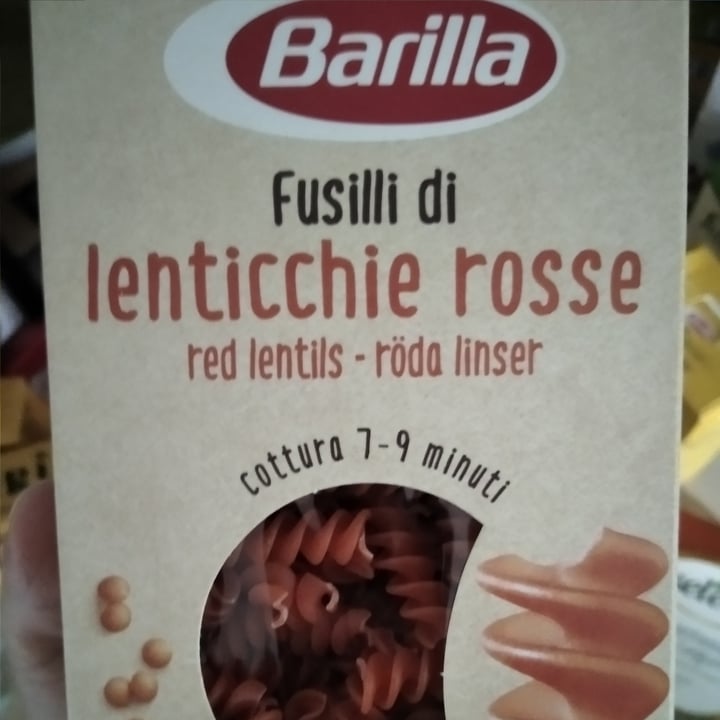 Barilla
Fusilli di
lenticchie rosse
red lentils - röda linser
cottura 7-9 minuti